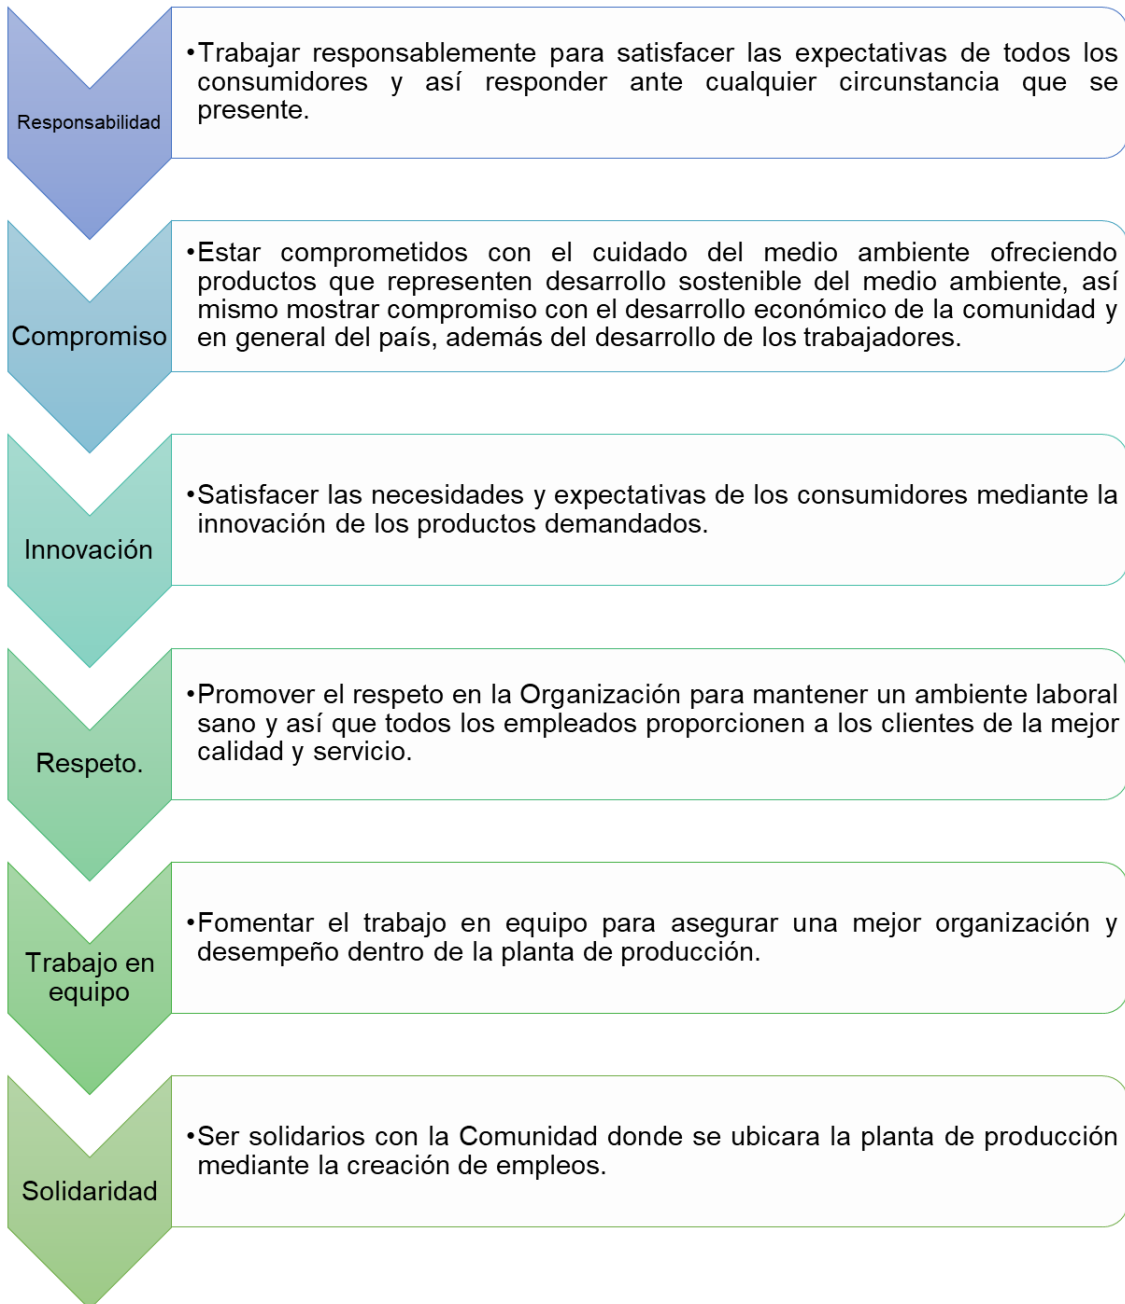 Responsabilidad
•Trabajar responsablemente para satisfacer las expectativas de todos los
consumidores y así responder ante cualquier circunstancia que se
presente.
Compromiso
•Estar comprometidos con el cuidado del medio ambiente ofreciendo
productos que representen desarrollo sostenible del medio ambiente, así
mismo mostrar compromiso con el desarrollo económico de la comunidad y
en general del país, además del desarrollo de los trabajadores.
Innovación
•Satisfacer las necesidades y expectativas de los consumidores mediante la
innovación de los productos demandados.
Respeto.
•Promover el respeto en la Organización para mantener un ambiente laboral
sano y así que todos los empleados proporcionen a los clientes de la mejor
calidad y servicio.
Trabajo en
equipo
•Fomentar el trabajo en equipo para asegurar una mejor organización y
desempeño dentro de la planta de producción.
Solidaridad
•Ser solidarios con la Comunidad donde se ubicara la planta de producción
mediante la creación de empleos.